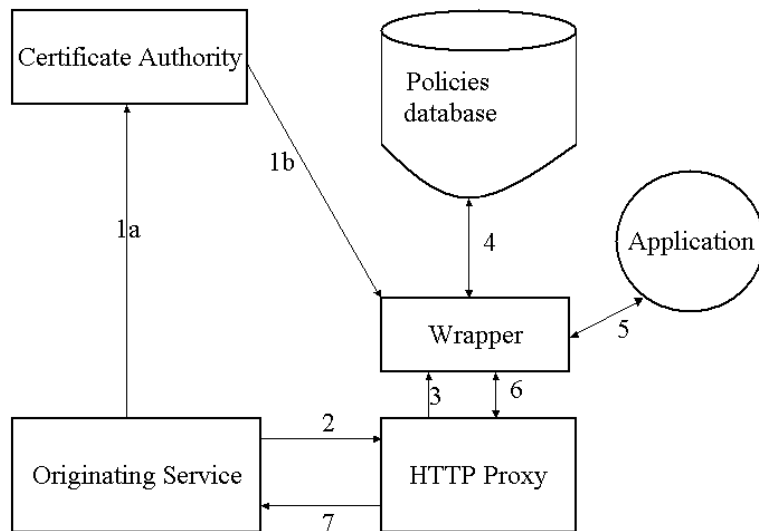 Certificate Authority
Policies
database
1b
1a
Application
4
Wrapper
5
3
6
2
Originating Service
HTTP Proxy
7